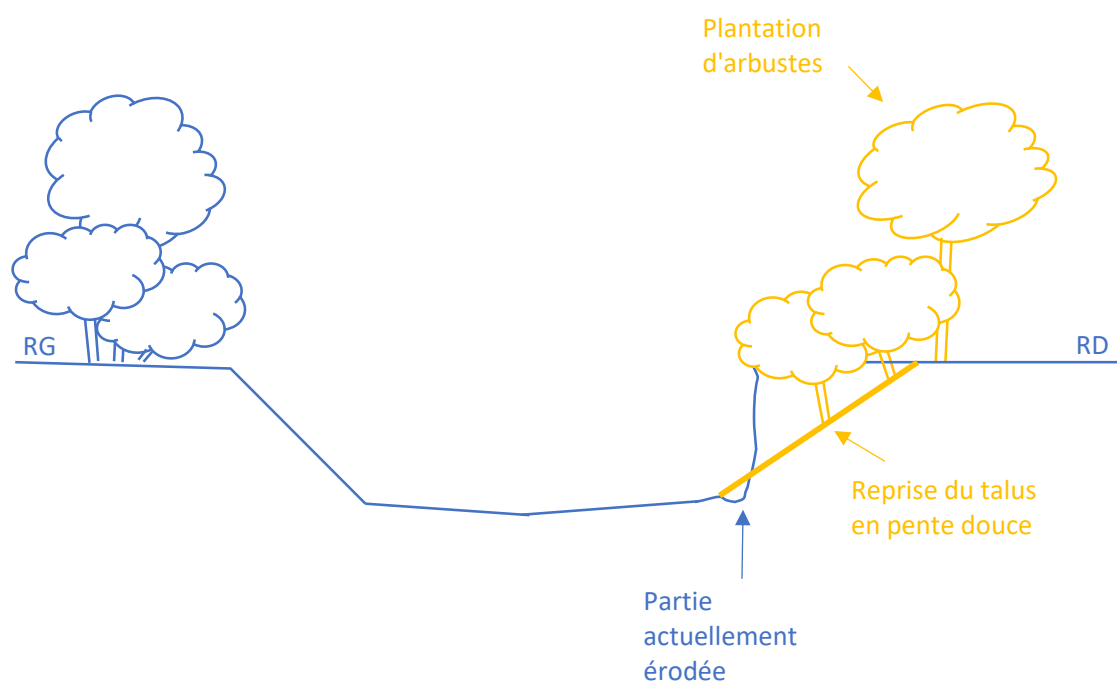 Plantation
d'arbustes
RG
RD
Reprise du talus
en pente douce
Partie
actuellement
érodée